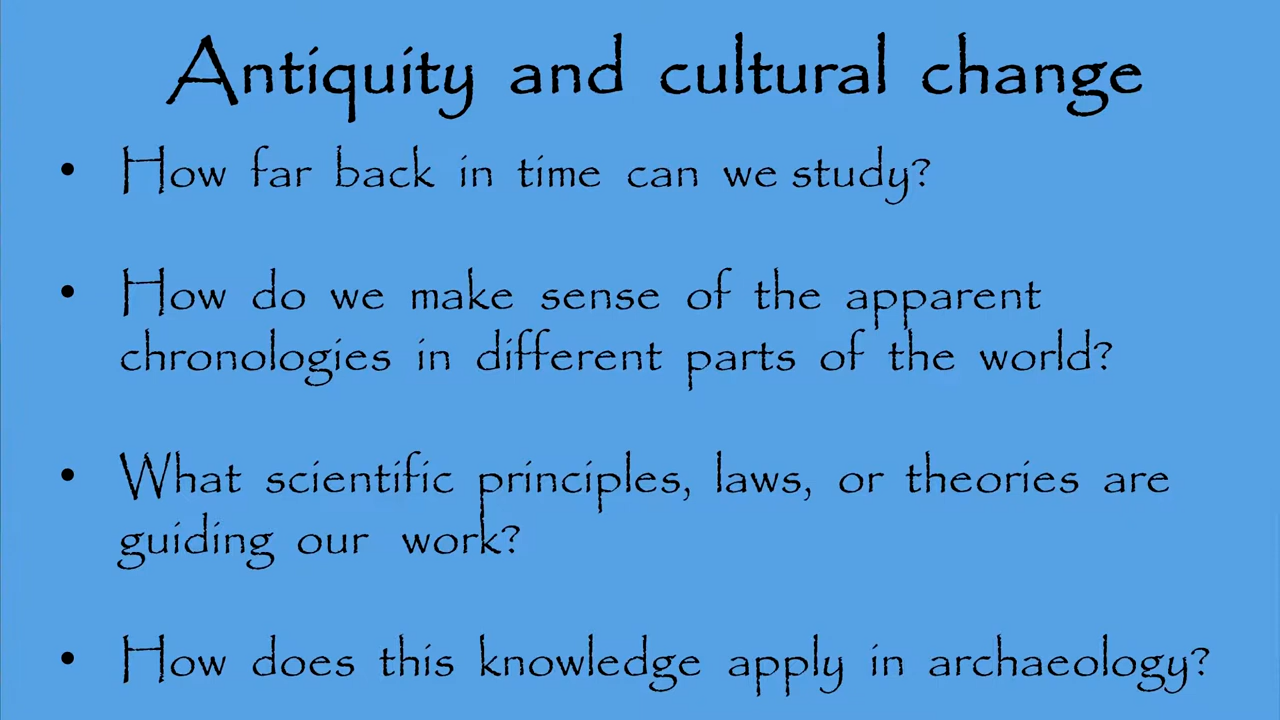 Antiquity and cultural change
• How far back in time can we study?
• How do we make sense of the apparent
chronologies in different parts of the world?
• What scientific principles, laws, or theories are
guiding our work?
• How does this knowledge apply in archaeology?